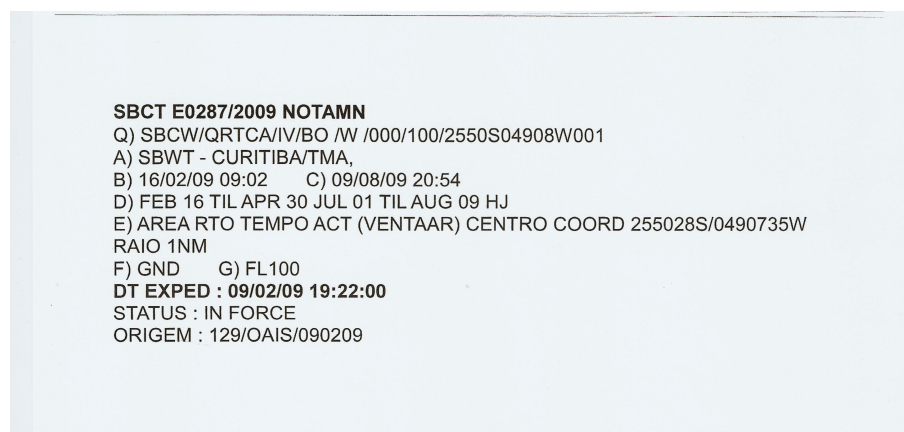 SBCT E0287/2009 NOTAMN
Q) SBCW/QRTCA/IV/BO /W /000/100/2550S04908W001
A) SBWT - CURITIBA/TMA,
B) 16/02/09 09:02 C) 09/08/09 20:54
D) FEB 16 TIL APR 30 JUL 01 TIL AUG 09 HJ
E) AREA RTO TEMPO ACT (VENTAAR) CENTRO COORD 255028S/0490735W
RAIO 1NM
F) GND G) FL100
DT EXPED : 09/02/09 19:22:00
STATUS : IN FORCE
ORIGEM : 129/OAIS/090209